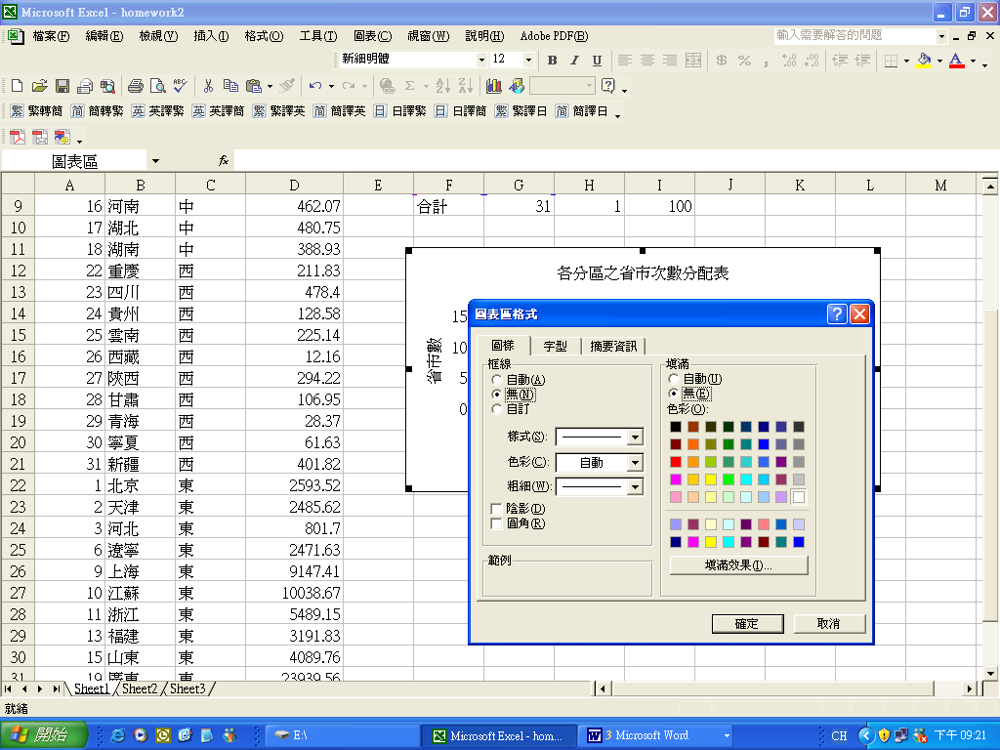 Microsoft Excel - homework2
檔案(F) 編輯(E) 檢視(V) 插入(I) 格式(O) 工具(T) 圖表(C) 視窗(W) 說明(H) Adobe PDF(B) 輸入需要解答的問題
新細明體 12 B I U $ % ,
繁 繁轉簡 簡 簡轉繁 英 英譯繁 英 英譯簡 繁 繁譯英 簡 簡譯英 日 日譯繁 日 日譯簡 繁 繁譯日 簡 簡譯日
圖表區 fx
A B C D E F G H I J K L M
9 16 河南 中 462.07 合計 31 1 100
10 17 湖北 中 480.75
11 18 湖南 中 388.93
12 22 重慶 西 211.83
13 23 四川 西 478.4
14 24 貴州 西 128.58
15 25 雲南 西 225.14
16 26 西藏 西 12.16
17 27 陝西 西 294.22
18 28 甘肅 西 106.95
19 29 青海 西 28.37
20 30 寧夏 西 61.63
21 31 新疆 西 401.82
22 1 北京 東 2593.52
23 2 天津 東 2485.62
24 3 河北 東 801.7
25 6 遼寧 東 2471.63
26 9 上海 東 9147.41
27 10 江蘇 東 10038.67
28 11 浙江 東 5489.15
29 13 福建 東 3191.83
30 15 山東 東 4089.76
31 19 廣東 東 23939.56
各分區之省市次數分配表
省市數
15
10
5
0
圖表區格式
圖樣 字型 摘要資訊
框線
自動(A)
無(N)
自訂
樣式(S):
色彩(C): 自動
粗細(W):
陰影(D)
圓角(R)
範例
填滿
自動(U)
無(E)
色彩(O):
填滿效果(I)...
確定 取消
Sheet1 Sheet2 Sheet3
就緒
開始 E:\ Microsoft Excel - hom... 3 Microsoft Word CH 下午 09:21